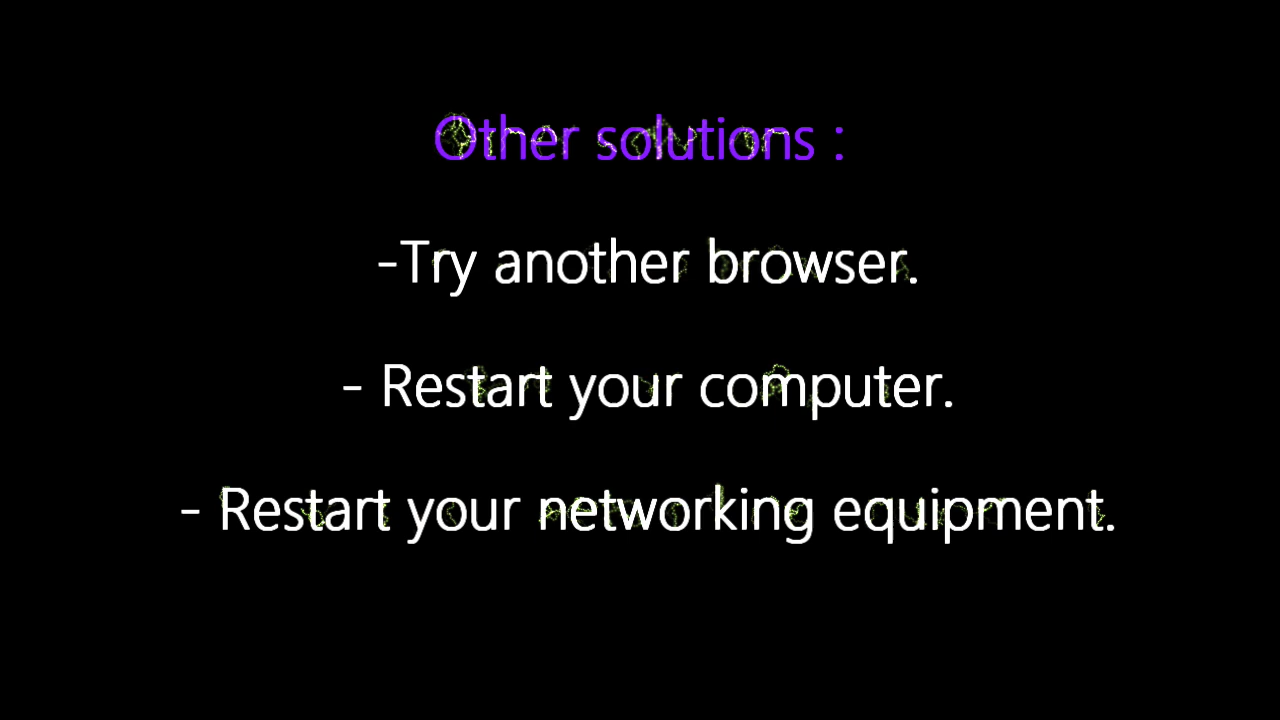 Other solutions :
-Try another browser.
- Restart your computer.
- Restart your networking equipment.